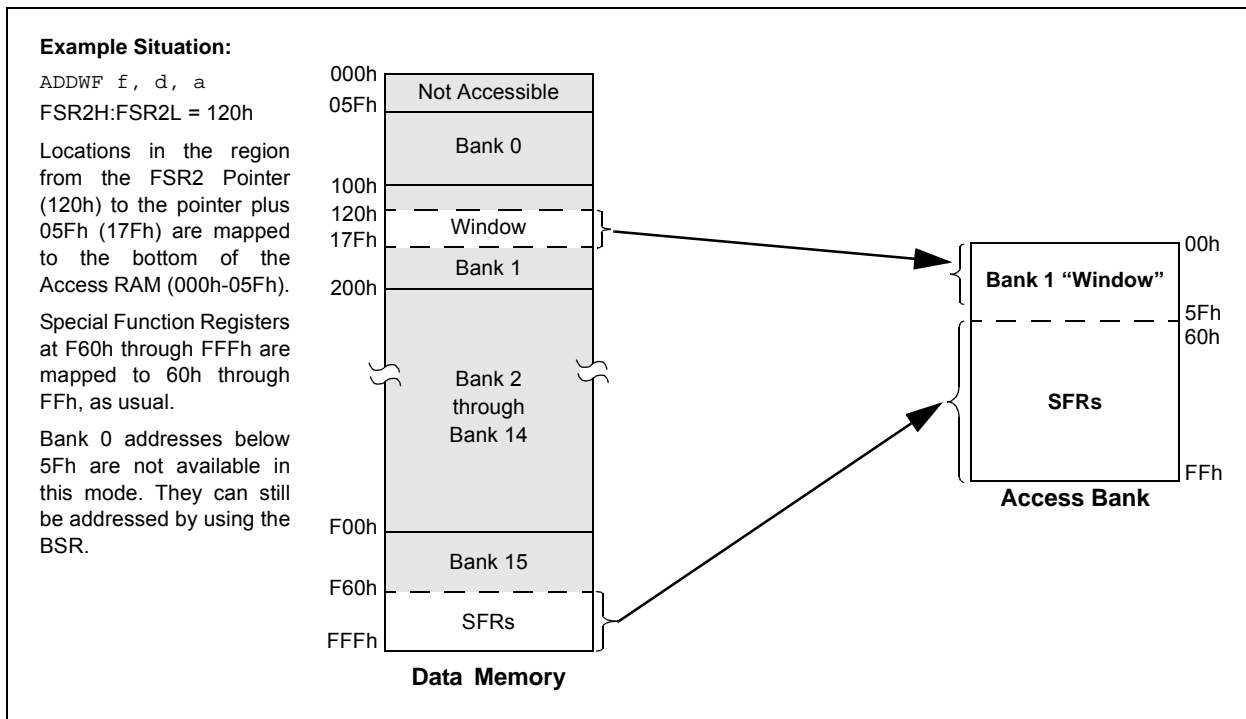 Example Situation:
ADDWF f, d, a
FSR2H:FSR2L = 120h
Locations in the region
from the FSR2 Pointer
(120h) to the pointer plus
05Fh (17Fh) are mapped
to the bottom of the
Access RAM (000h-05Fh).
Special Function Registers
at F60h through FFFh are
mapped to 60h through
FFh, as usual.
Bank 0 addresses below
5Fh are not available in
this mode. They can still
be addressed by using the
BSR.
000h
Not Accessible
05Fh
Bank 0
100h
120h
Window
17Fh
Bank 1
200h
Bank 2
through
Bank 14
F00h
Bank 15
F60h
SFRs
FFFh
Data Memory
00h
Bank 1 “Window”
5Fh
60h
SFRs
FFh
Access Bank